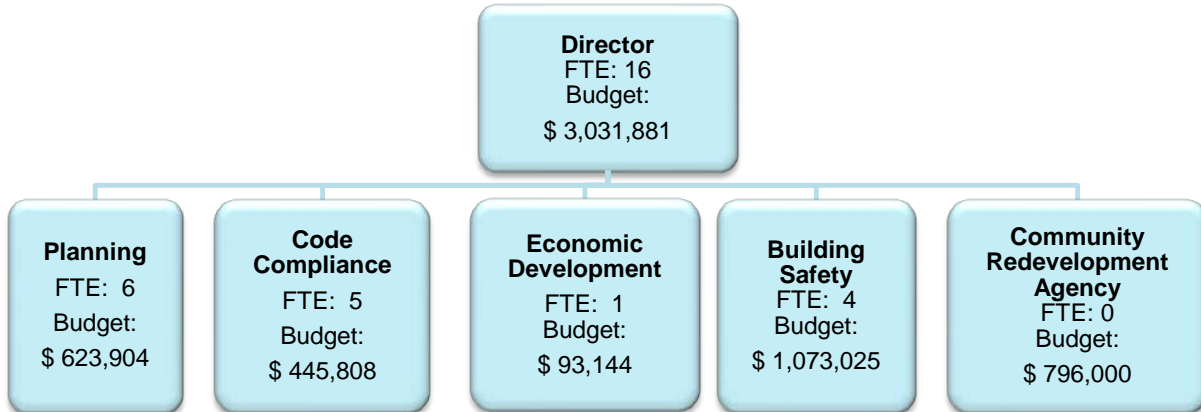 Director
FTE: 16
Budget:
$ 3,031,881
Planning
FTE: 6
Budget:
$ 623,904
Code
Compliance
FTE: 5
Budget:
$ 445,808
Economic
Development
FTE: 1
Budget:
$ 93,144
Building
Safety
FTE: 4
Budget:
$ 1,073,025
Community
Redevelopment
Agency
FTE: 0
Budget:
$ 796,000